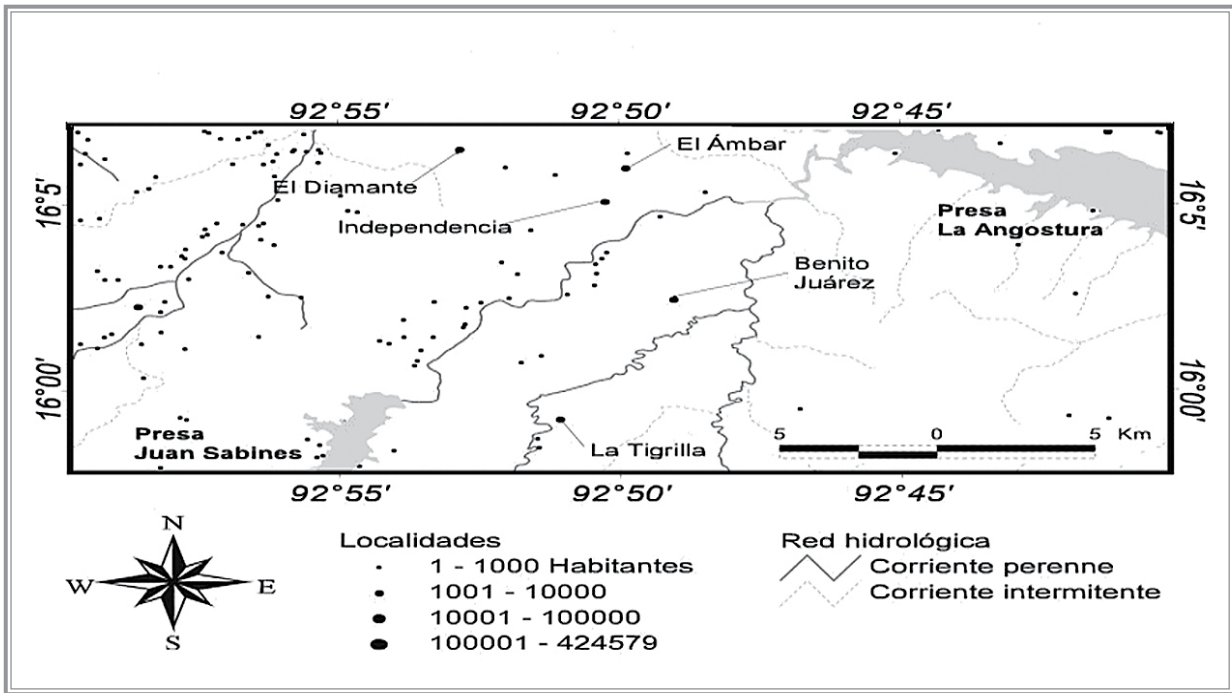 92°55' 92°50' 92°45'
El Ámbar
El Diamante
16°5' 16°5'
Independencia
Presa
La Angostura
Benito
Juárez
16°00' 16°00'
Presa
Juan Sabines
La Tigrilla
5 0 5 Km
92°55' 92°50' 92°45'
N
W E
S
Localidades
1 - 1000 Habitantes
1001 - 10000
10001 - 100000
100001 - 424579
Red hidrológica
Corriente perenne
Corriente intermitente